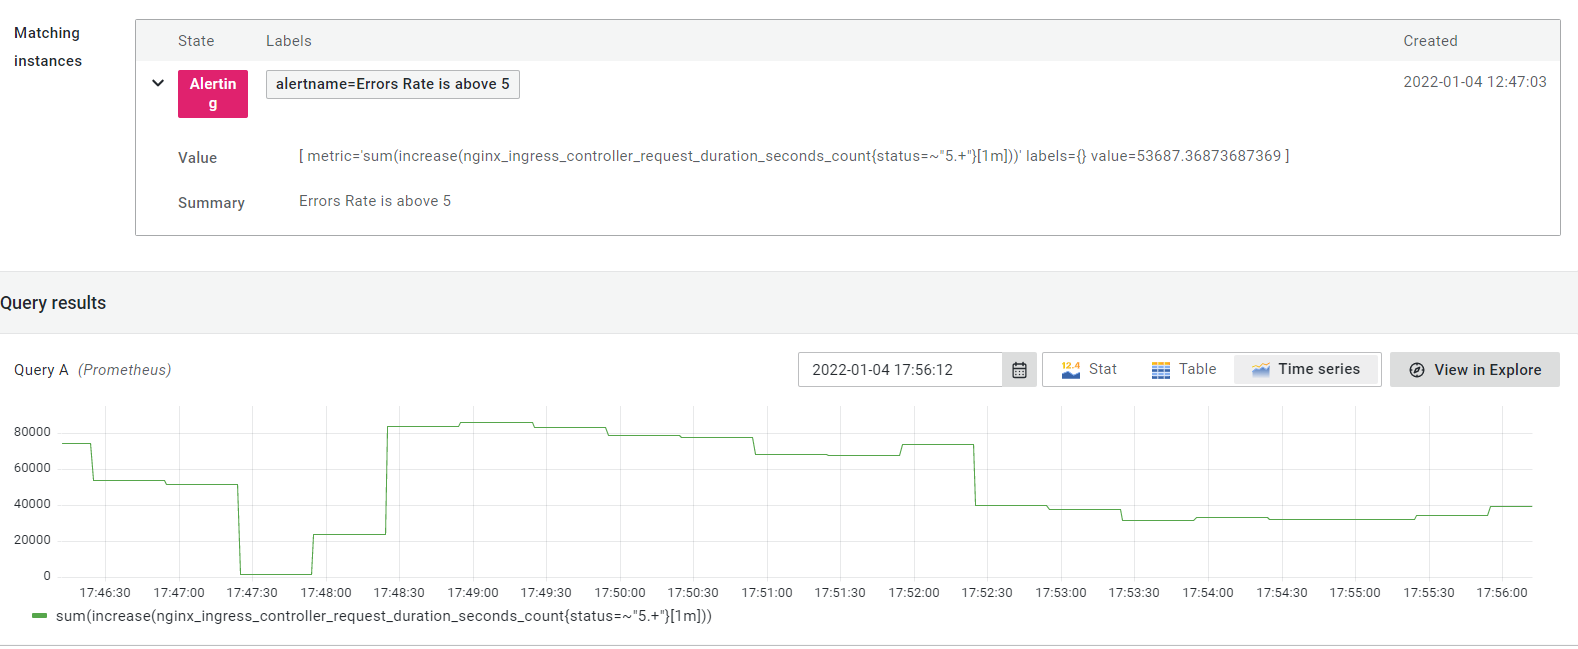 Matching
instances
State Labels Created
Alertin
g
alertname=Errors Rate is above 5
2022-01-04 12:47:03
Value [ metric='sum(increase(nginx_ingress_controller_request_duration_seconds_count{status=~"5.+"}[1m]))' labels={} value=53687.36873687369 ]
Summary Errors Rate is above 5
Query results
Query A (Prometheus) 2022-01-04 17:56:12 12.4 Stat Table Time series View in Explore
80000
60000
40000
20000
0
17:46:30 17:47:00 17:47:30 17:48:00 17:48:30 17:49:00 17:49:30 17:50:00 17:50:30 17:51:00 17:51:30 17:52:00 17:52:30 17:53:00 17:53:30 17:54:00 17:54:30 17:55:00 17:55:30 17:56:00
sum(increase(nginx_ingress_controller_request_duration_seconds_count{status=~"5.+"}[1m]))